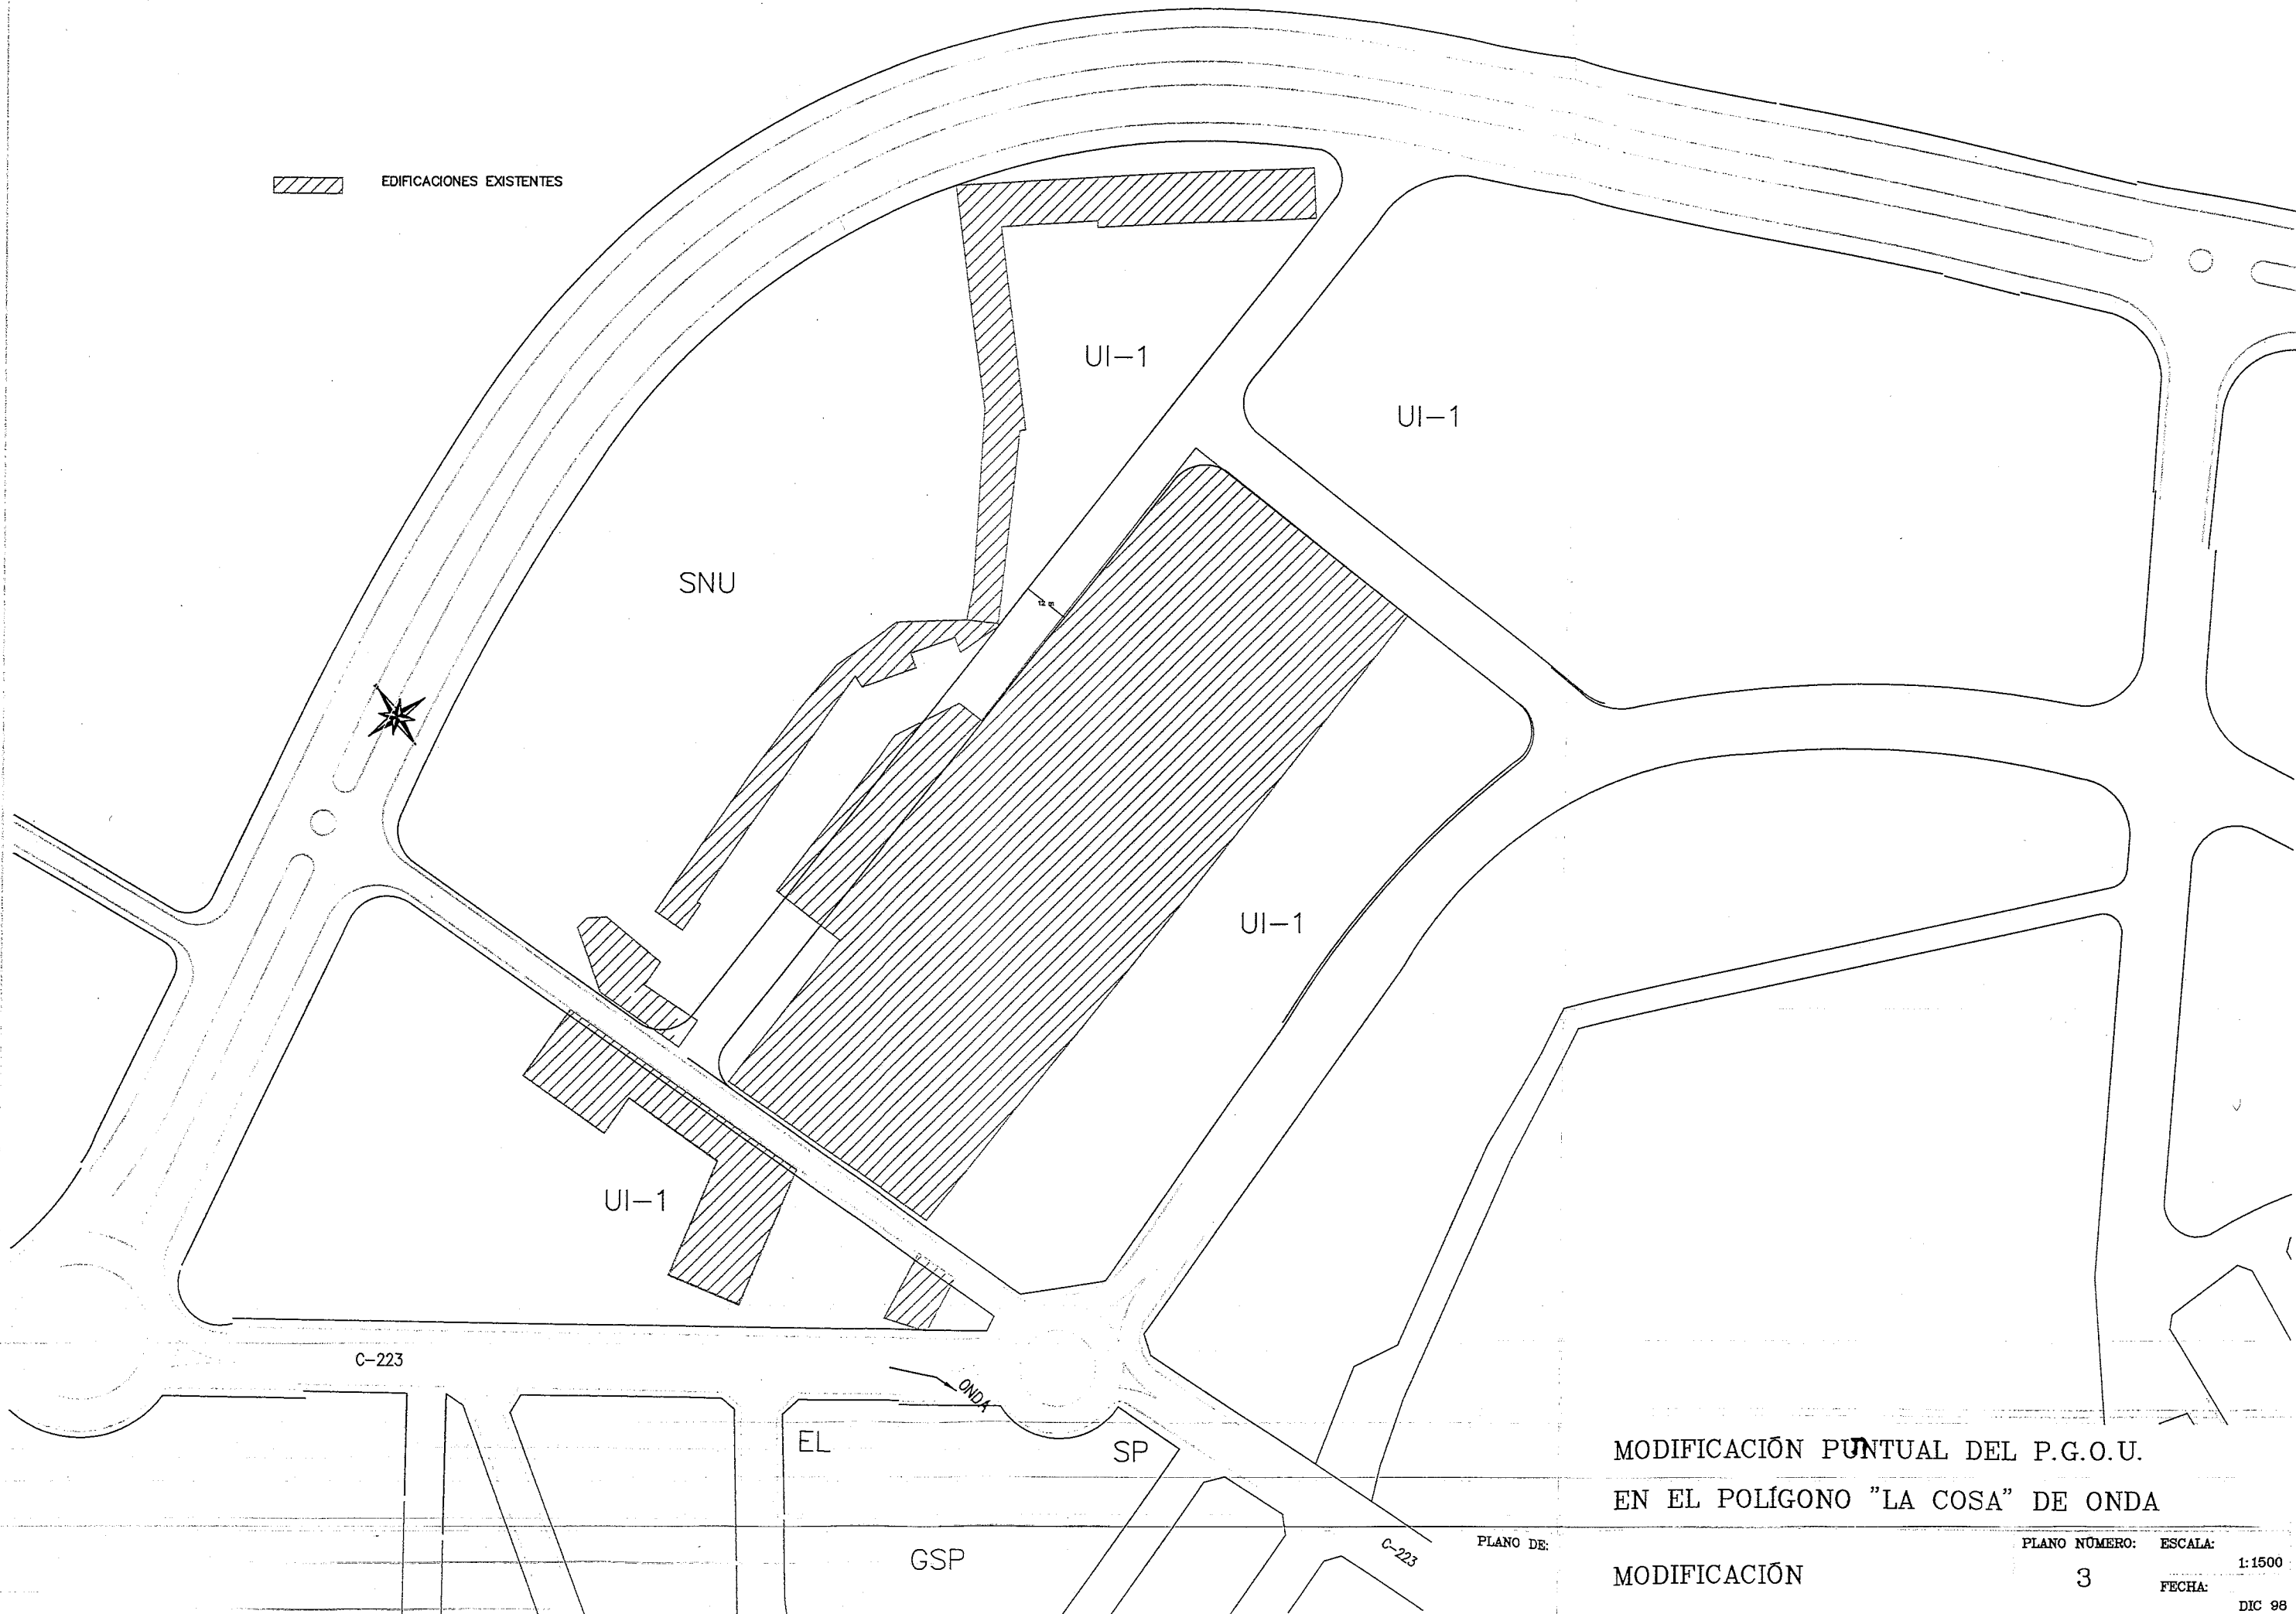 EDIFICACIONES EXISTENTES
UI-1
UI-1
SNU
12 m
UI-1
UI-1
C-223
ONDA
EL
SP
GSP
C-223
MODIFICACIÓN PUNTUAL DEL P.G.O.U.
EN EL POLÍGONO "LA COSA" DE ONDA
PLANO DE:
MODIFICACIÓN
PLANO NÚMERO:
3
ESCALA:
1:1500
FECHA:
DIC 98